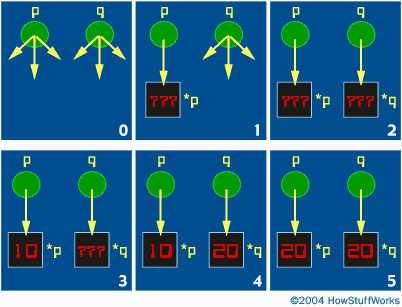 p q
0
p q
??? *p
1
p q
??? *p ??? *q
2
p q
10 *p ??? *q
3
p q
10 *p 20 *q
4
p q
20 *p 20 *q
5
©2004 HowStuffWorks